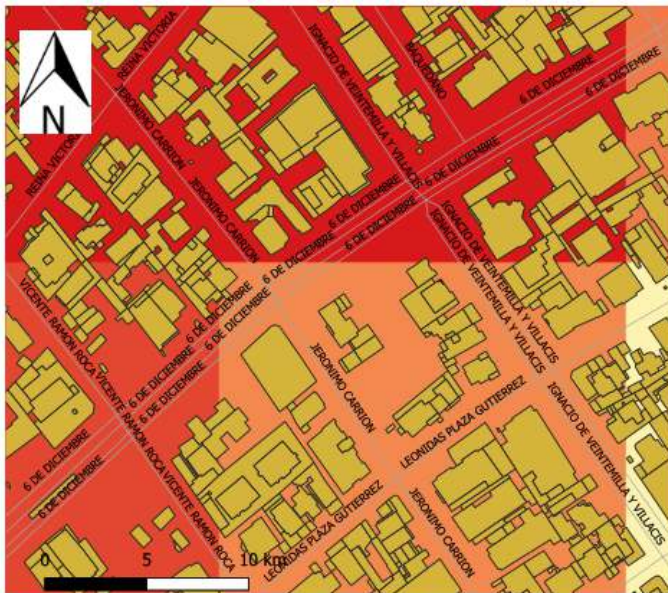 REINA VICTORIA
IGNACIO DE VEINTEMILLA Y VILLACIS
BAQUEDANO
6 DE DICIEMBRE
6 DE DICIEMBRE
N
JERONIMO CARRION
REINA VICTORIA
JERONIMO CARRION
6 DE DICIEMBRE
6 DE DICIEMBRE
6 DE DICIEMBRE
6 DE DICIEMBRE
IGNACIO DE VEINTEMILLA Y VILLACIS
IGNACIO DE VEINTEMILLA Y VILLACIS
VICENTE RAMON ROCA
6 DE DICIEMBRE
6 DE DICIEMBRE
JERONIMO CARRION
6 DE DICIEMBRE
6 DE DICIEMBRE
VICENTE RAMON ROCA
LEONIDAS PLAZA GUTIERREZ
IGNACIO DE VEINTEMILLA Y VILLACIS
6 DE DICIEMBRE
6 DE DICIEMBRE
VICENTE RAMON ROCA
LEONIDAS PLAZA GUTIERREZ
JERONIMO CARRION
0 5 10 km